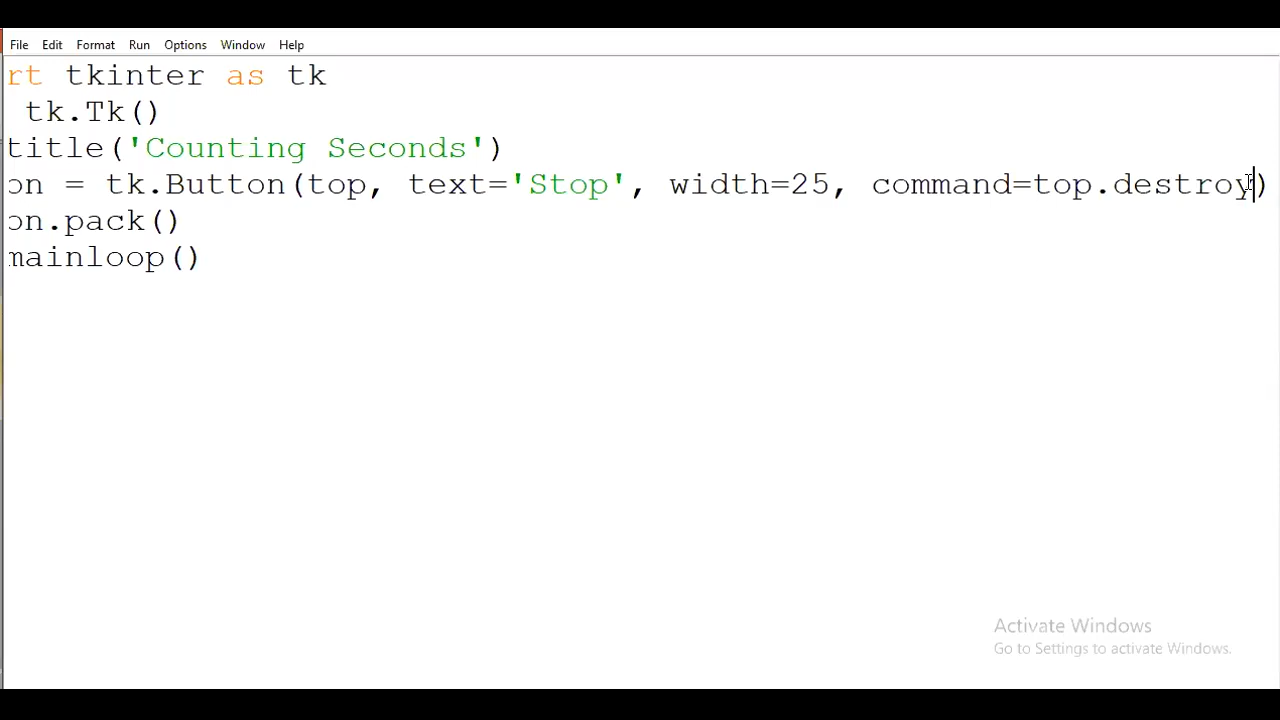 File Edit Format Run Options Window Help
rt tkinter as tk
tk.Tk()
title('Counting Seconds')
on = tk.Button(top, text='Stop', width=25, command=top.destroy)
on.pack()
mainloop()
Activate Windows
Go to Settings to activate Windows.